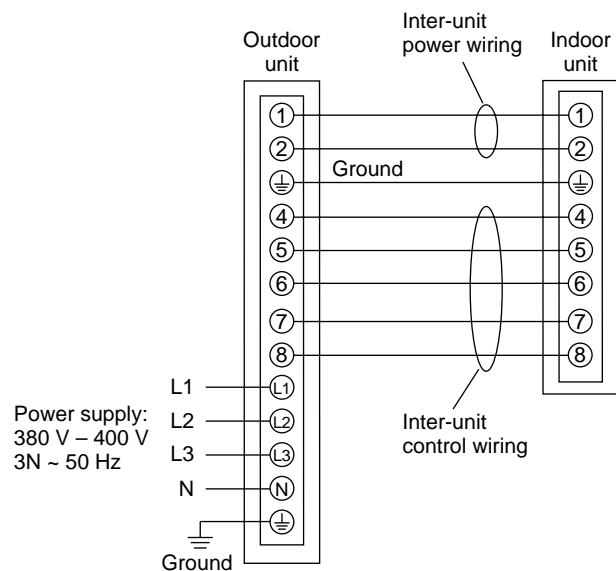 Inter-unit
power wiring
Outdoor
unit
Indoor
unit
1 1
2 2
Ground
4 4
5 5
6 6
7 7
8 8
L1 L1
L2 L2
L3 L3
N N
Power supply:
380 V – 400 V
3N ~ 50 Hz
Inter-unit
control wiring
Ground